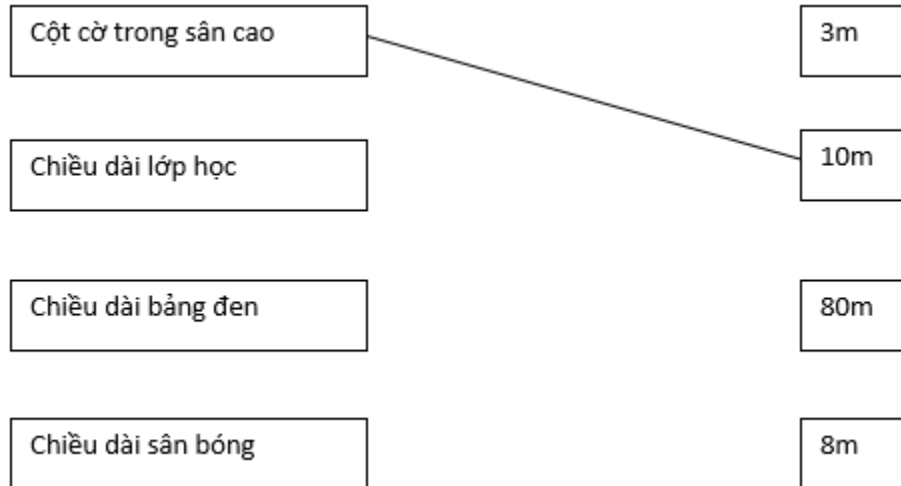 Cột cờ trong sân cao
3m
Chiều dài lớp học
10m
Chiều dài bảng đen
80m
Chiều dài sân bóng
8m